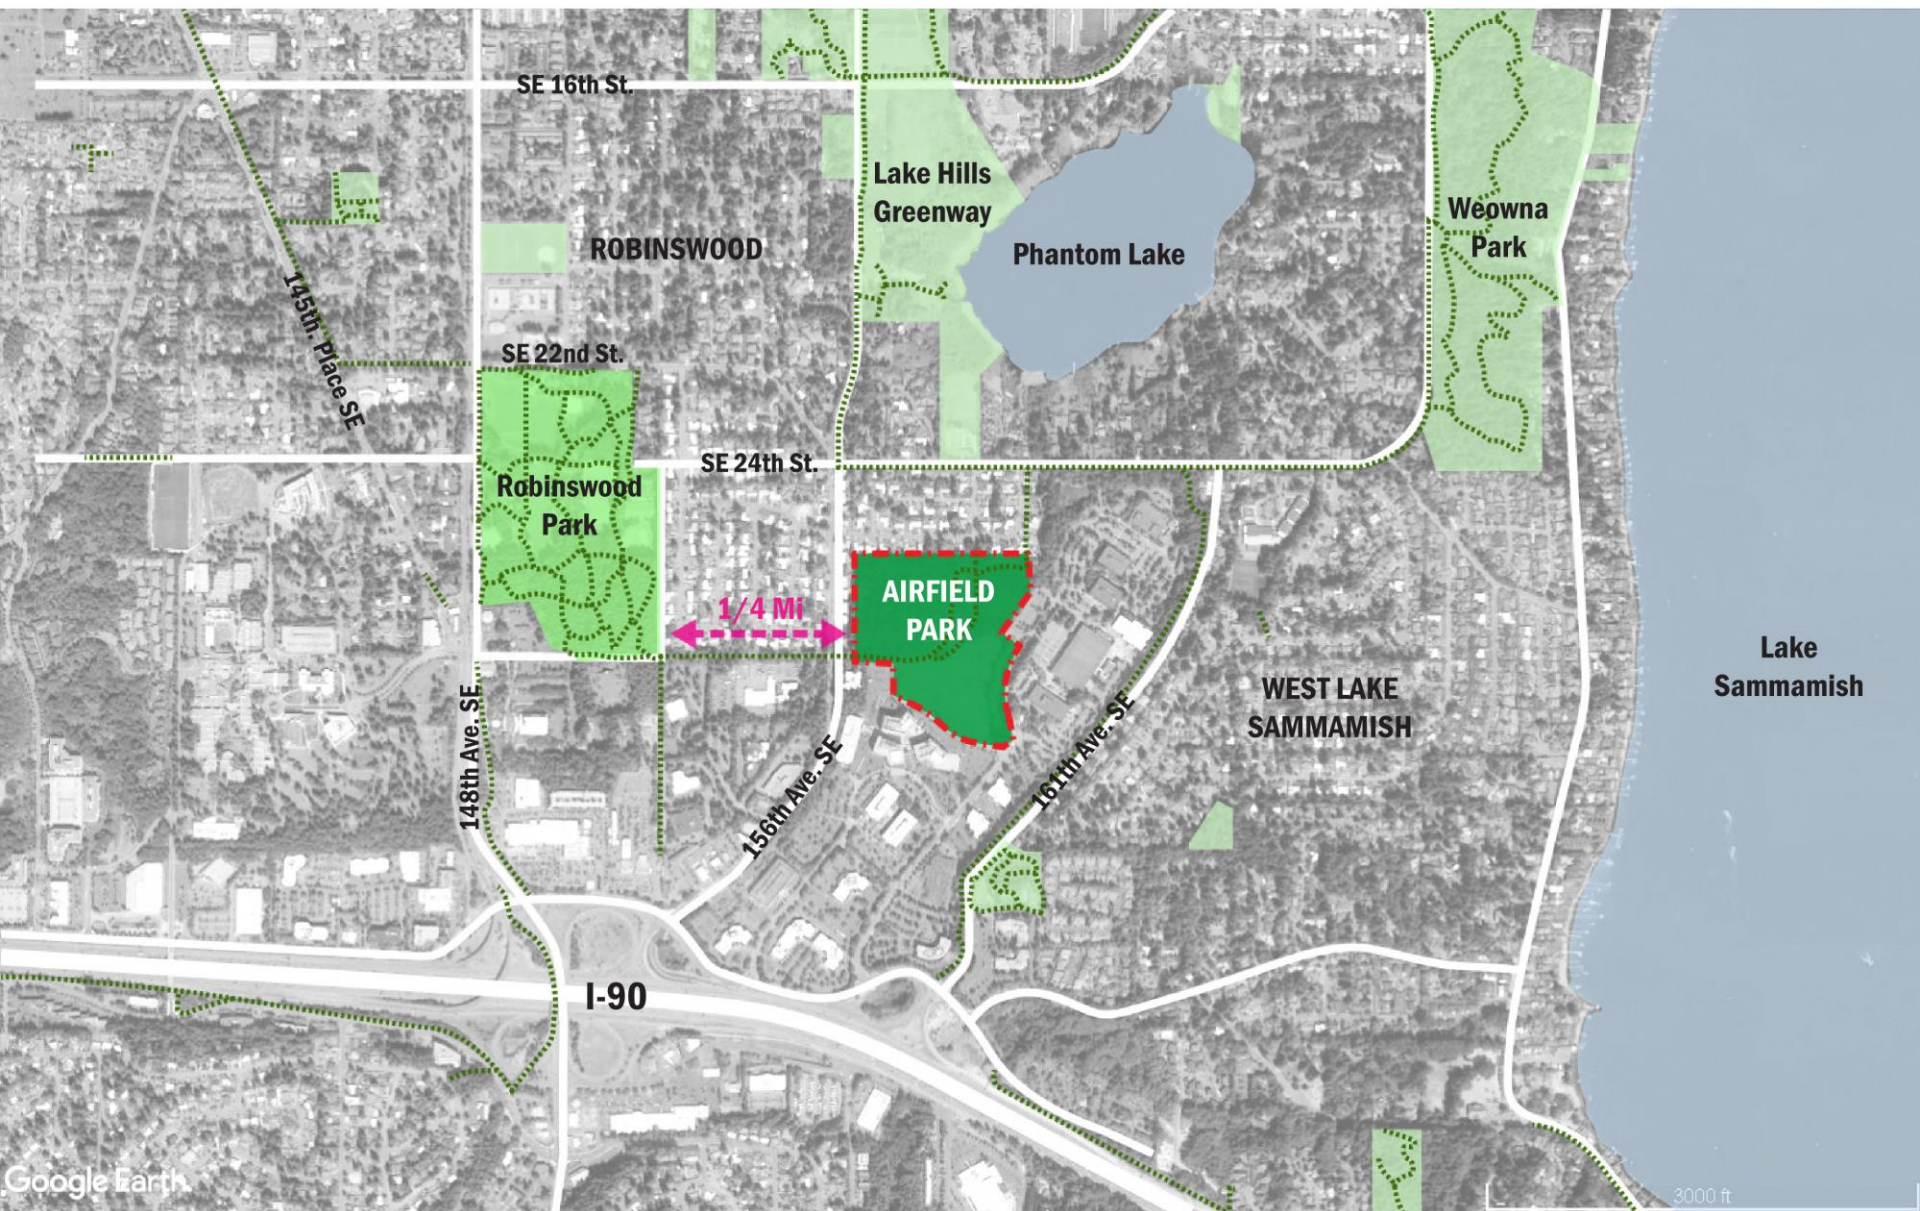 SE 16th St.
Lake Hills
Greenway
Phantom Lake
Weowna
Park
ROBINSWOOD
145th. Place SE
SE 22nd St.
SE 24th St.
Robinswood
Park
1/4 Mi
AIRFIELD
PARK
Lake
Sammamish
WEST LAKE
SAMMAMISH
148th Ave. SE
156th Ave. SE
161th Ave. SE
I-90
Google Earth
3000 ft